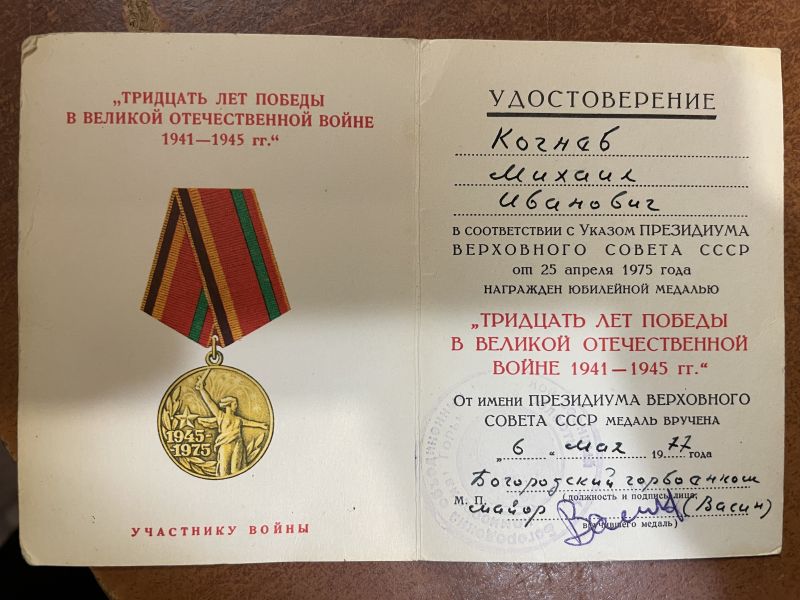 „ТРИДЦАТЬ ЛЕТ ПОБЕДЫ
В ВЕЛИКОЙ ОТЕЧЕСТВЕННОЙ ВОЙНЕ
1941—1945 гг.“
1945-
1975
УЧАСТНИКУ ВОЙНЫ
УДОСТОВЕРЕНИЕ
Михаил
Иванович
В СООТВЕТСТВИИ С УКАЗОМ ПРЕЗИДИУМА
ВЕРХОВНОГО СОВЕТА СССР
от 25 апреля 1975 года
НАГРАЖДЕН ЮБИЛЕЙНОЙ МЕДАЛЬЮ
„ТРИДЦАТЬ ЛЕТ ПОБЕДЫ
В ВЕЛИКОЙ ОТЕЧЕСТВЕННОЙ
ВОЙНЕ 1941—1945 гг.“
ОТ ИМЕНИ ПРЕЗИДИУМА ВЕРХОВНОГО
СОВЕТА СССР МЕДАЛЬ ВРУЧЕНА
„6“ мая 1977 года
Богородский
(должность и подпись лица,
М. П. майор (Васин)
вручившего медаль)